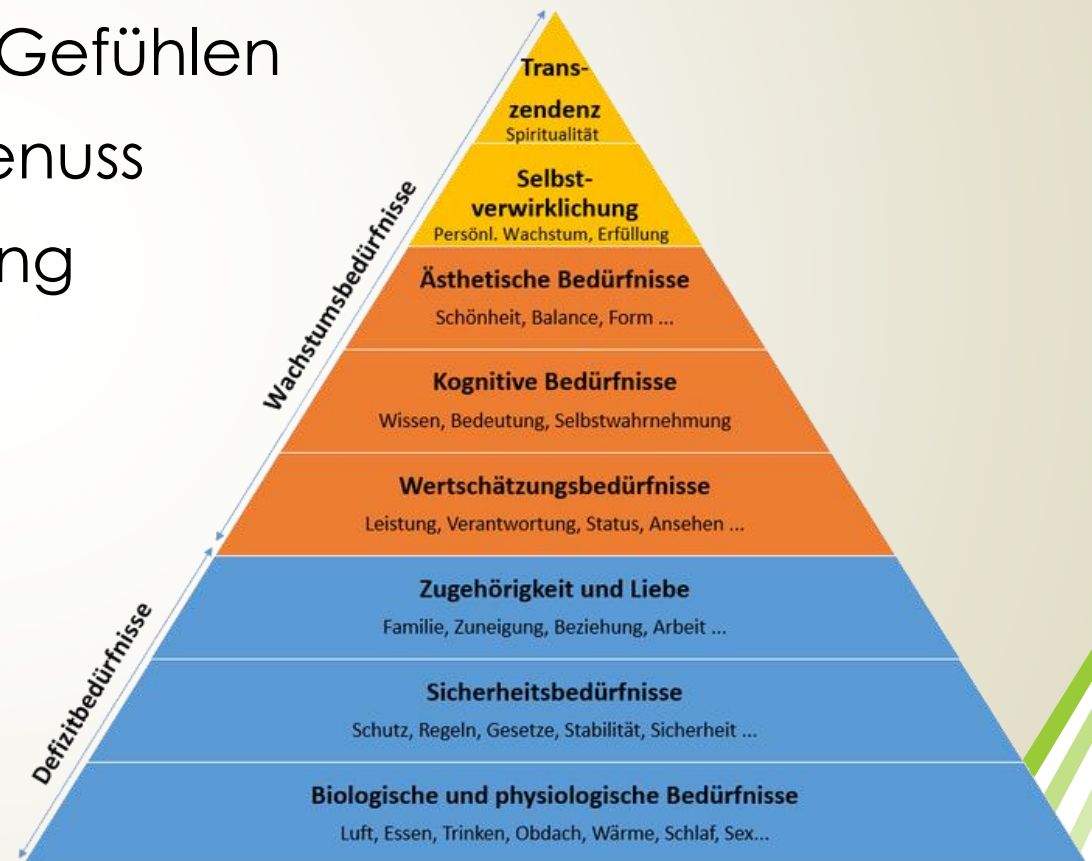 Gefühlen
Trans-
zendenz
Spiritualität
Selbst-
verwirklichung
Persönl. Wachstum, Erfüllung
Ästhetische Bedürfnisse
Schönheit, Balance, Form ...
Kognitive Bedürfnisse
Wissen, Bedeutung, Selbstwahrnehmung
Wertschätzungsbedürfnisse
Leistung, Verantwortung, Status, Ansehen ...
Zugehörigkeit und Liebe
Familie, Zuneigung, Beziehung, Arbeit ...
Sicherheitsbedürfnisse
Schutz, Regeln, Gesetze, Stabilität, Sicherheit ...
Biologische und physiologische Bedürfnisse
Luft, Essen, Trinken, Obdach, Wärme, Schlaf, Sex...
Wachstumsbedürfnisse
Defizitbedürfnisse